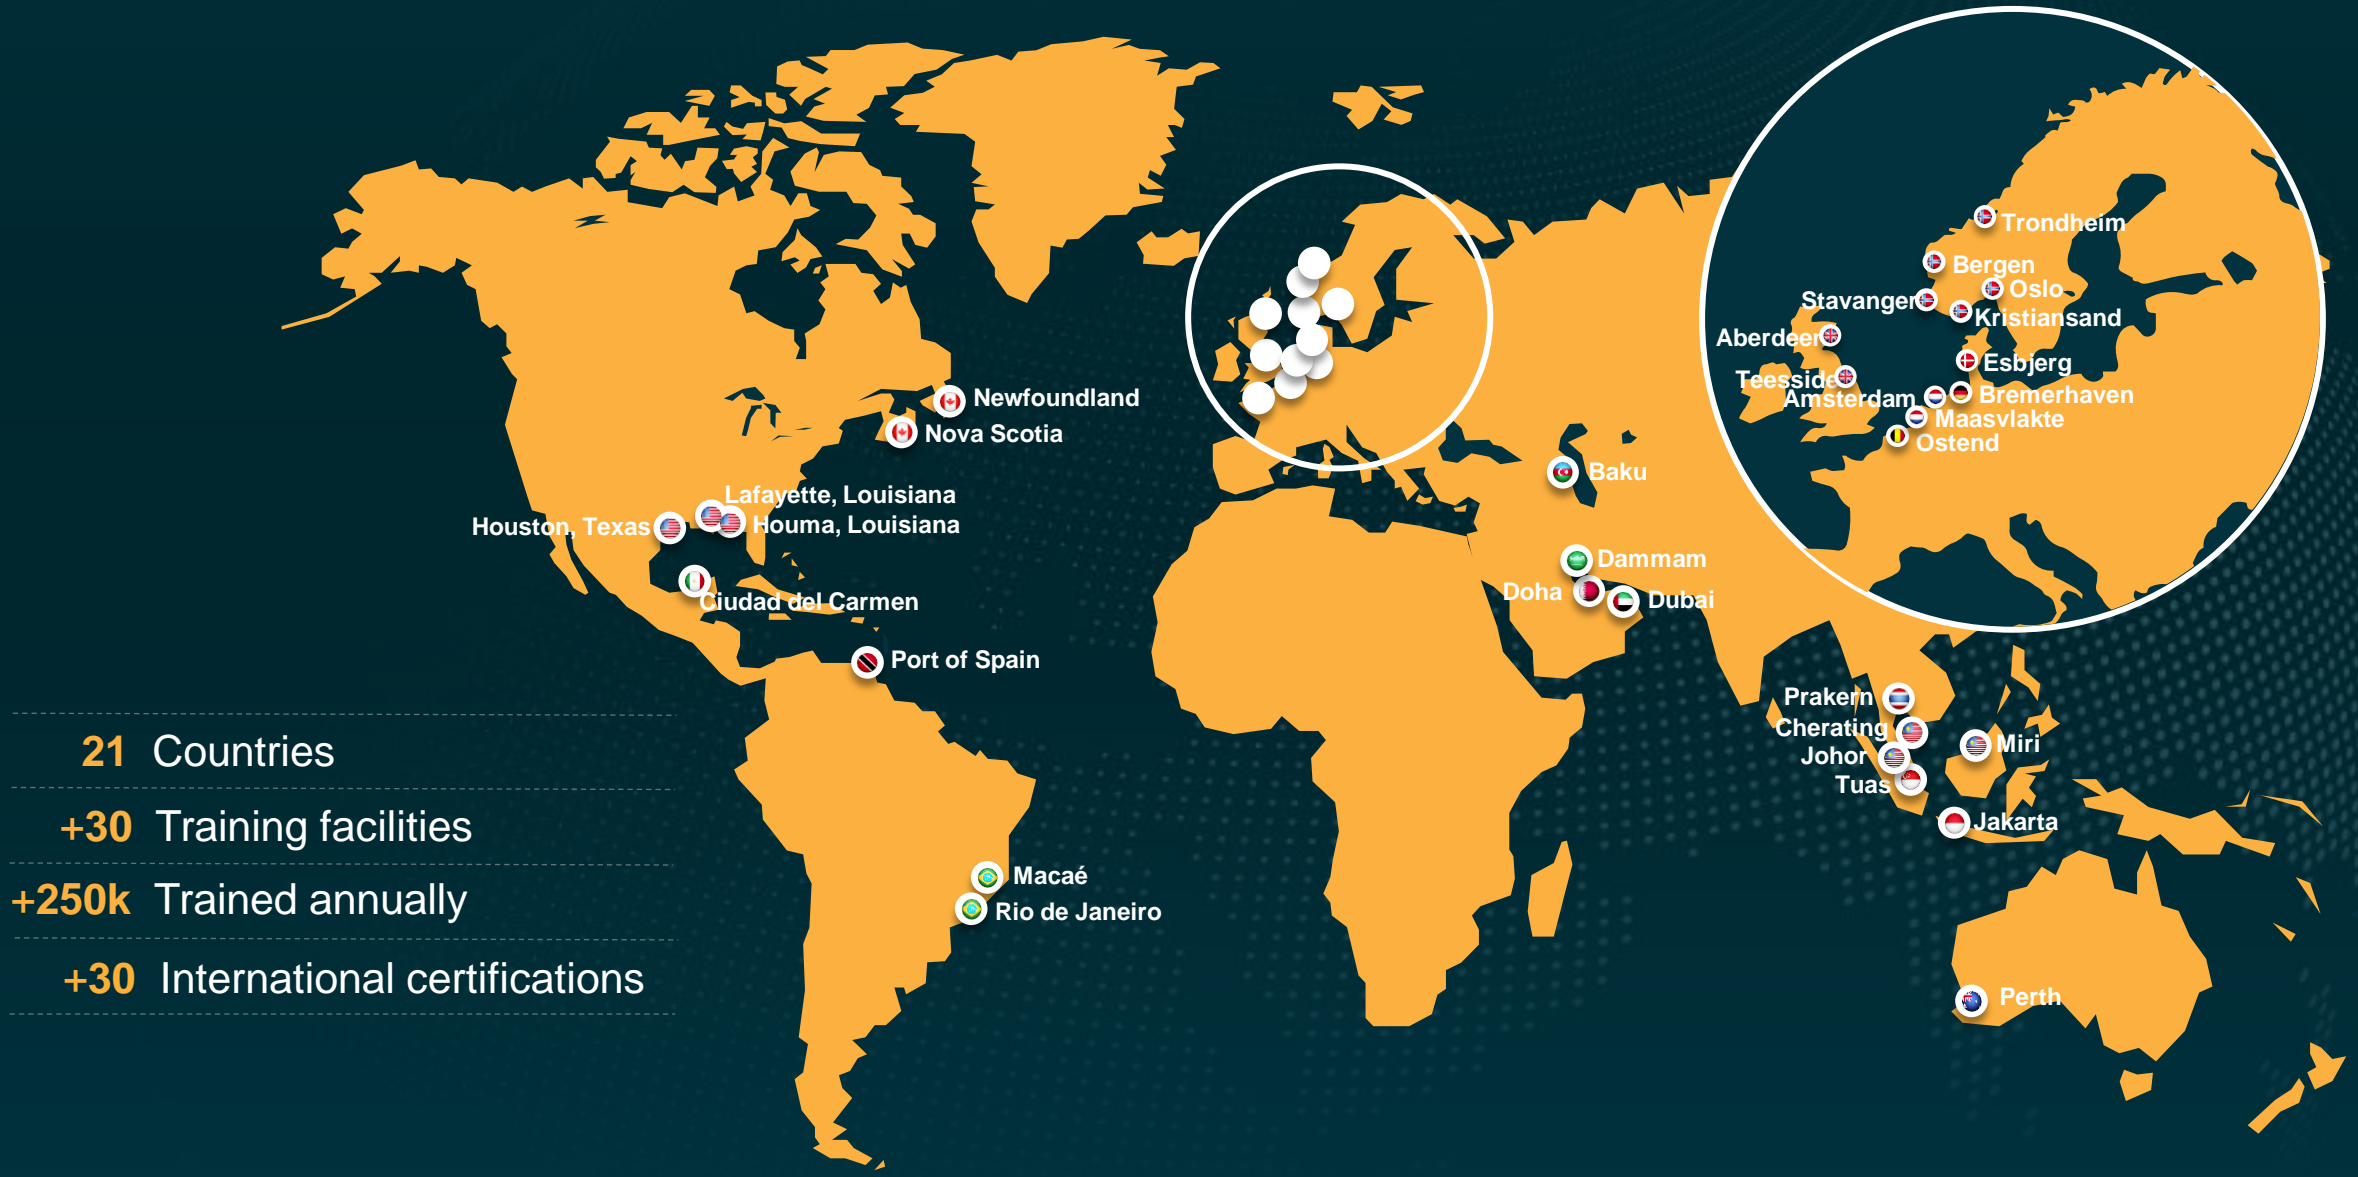 Trondheim
Bergen
Oslo
Stavanger
Kristiansand
Aberdeer
Esbjerg
Teesside
Amsterdam
Bremerhaven
Maasvlakte
Ostend
Newfoundland
Nova Scotia
Lafayette, Louisiana
Houston, Texas
Houma, Louisiana
Ciudad del Carmen
Port of Spain
Baku
Dammam
Doha
Dubai
Prakern
Cherating
Miri
Johor
Tuas
Jakarta
Macaé
Rio de Janeiro
Perth
21 Countries
+30 Training facilities
+250k Trained annually
+30 International certifications